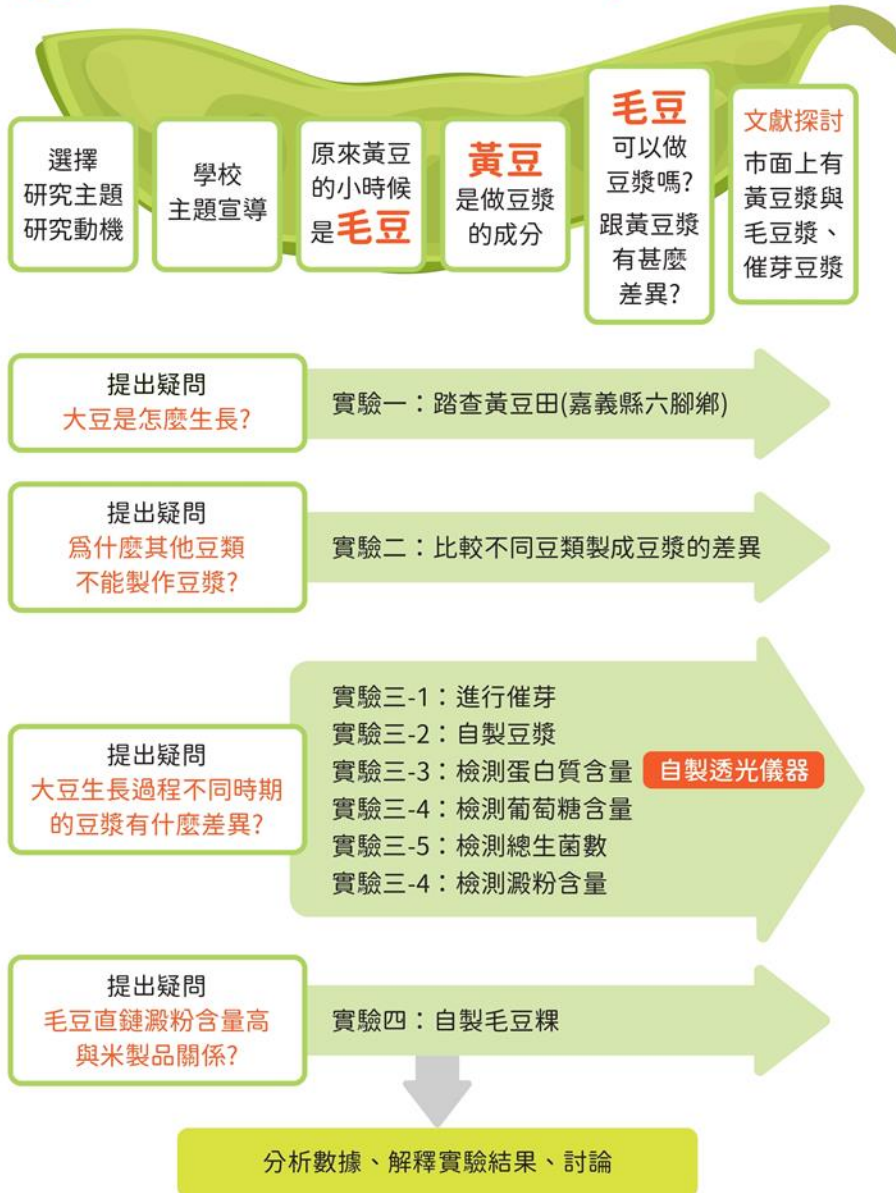 選擇
研究主題
研究動機
學校
主題宣導
原來黃豆
的小時候
是毛豆
黃豆
是做豆漿
的成分
毛豆
可以做
豆漿嗎?
跟黃豆漿
有甚麼
差異?
文獻探討
市面上有
黃豆漿與
毛豆漿、
催芽豆漿
提出疑問
大豆是怎麼生長?
實驗一：踏查黃豆田(嘉義縣六腳鄉)
提出疑問
爲什麼其他豆類
不能製作豆漿?
實驗二：比較不同豆類製成豆漿的差異
提出疑問
大豆生長過程不同時期
的豆漿有什麼差異?
實驗三-1：進行催芽
實驗三-2：自製豆漿
實驗三-3：檢測蛋白質含量 自製透光儀器
實驗三-4：檢測葡萄糖含量
實驗三-5：檢測總生菌數
實驗三-4：檢測澱粉含量
提出疑問
毛豆直鏈澱粉含量高
與米製品關係?
實驗四：自製毛豆粿
分析數據、解釋實驗結果、討論